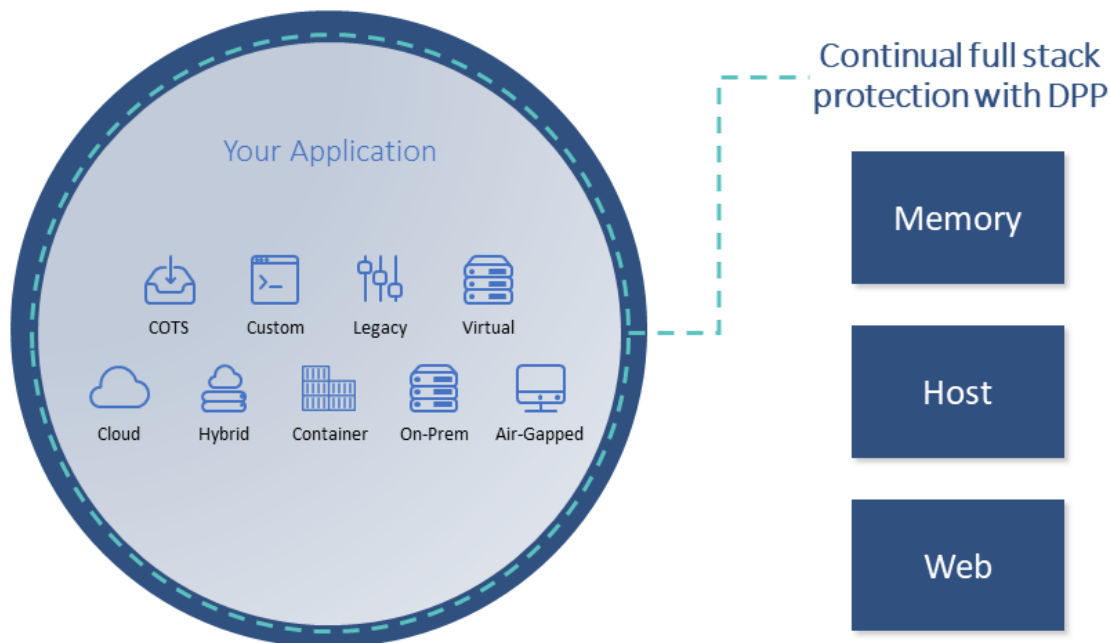 Continual full stack
protection with DPP
Your Application
Memory
COTS
Custom
Legacy
Virtual
Host
Cloud
Hybrid
Container
On-Prem
Air-Gapped
Web